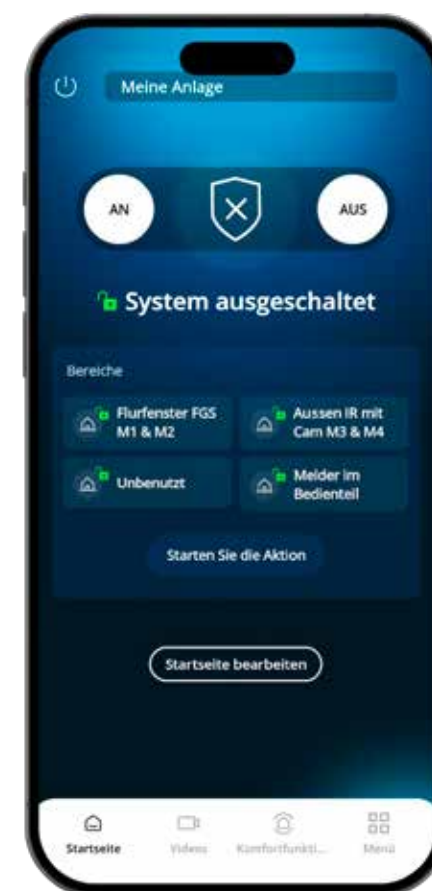 Meine Anlage
AN
AUS
System ausgeschaltet
Bereiche
Flurfenster FGS
M1 & M2
Aussen IR mit
Cam M3 & M4
Unbenutzt
Melder im
Bedienteil
Starten Sie die Aktion
Startseite bearbeiten
Startseite
Videos
Komfortfunkti...
Menü